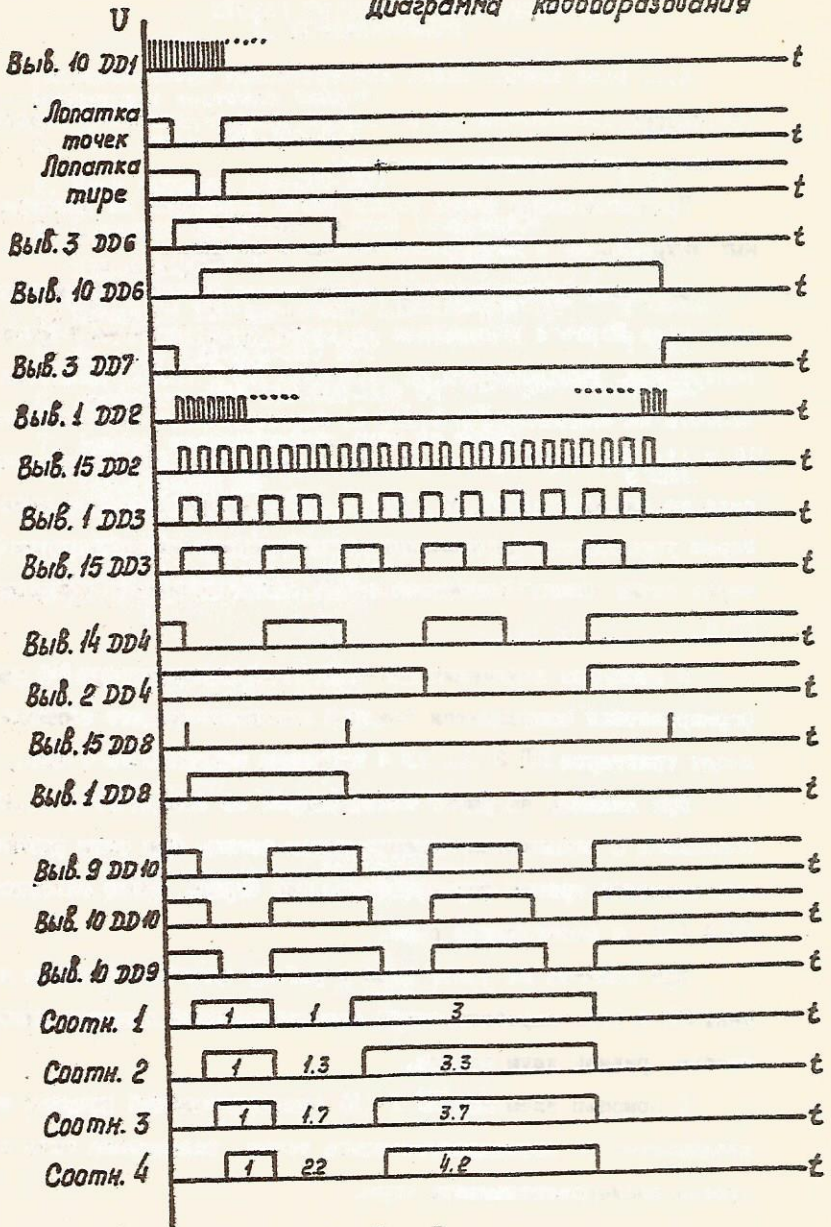 Диаграмма кодообразования
U
Выв. 10 DD1 t
Лопатка точек t
Лопатка тире t
Выв. 3 DD6 t
Выв. 10 DD6 t
Выв. 3 DD7 t
Выв. 1 DD2 t
Выв. 15 DD2 t
Выв. 1 DD3 t
Выв. 15 DD3 t
Выв. 14 DD4 t
Выв. 2 DD4 t
Выв. 15 DD8 t
Выв. 1 DD8 t
Выв. 9 DD10 t
Выв. 10 DD10 t
Выв. 10 DD9 t
Соотн. 1 1 1 3 t
Соотн. 2 1 1.3 3.3 t
Соотн. 3 1 1.7 3.7 t
Соотн. 4 1 2.2 4.2 t